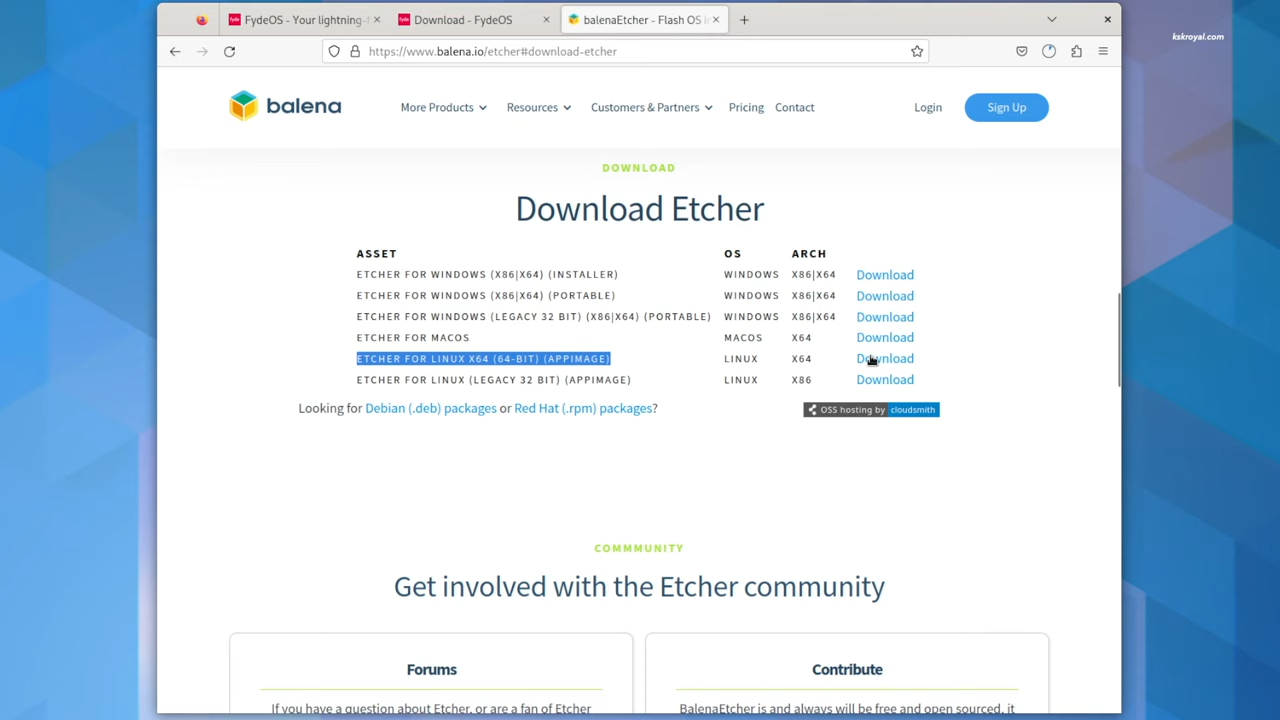 FydeOS - Your lightning-f
Download - FydeOS
balenaEtcher - Flash OS i
kskroyal.com
https://www.balena.io/etcher#download-etcher
balena
More Products
Resources
Customers & Partners
Pricing
Contact
Login
Sign Up
DOWNLOAD
Download Etcher
ASSET OS ARCH
ETCHER FOR WINDOWS (X86|X64) (INSTALLER) WINDOWS X86|X64 Download
ETCHER FOR WINDOWS (X86|X64) (PORTABLE) WINDOWS X86|X64 Download
ETCHER FOR WINDOWS (LEGACY 32 BIT) (X86|X64) (PORTABLE) WINDOWS X86|X64 Download
ETCHER FOR MACOS MACOS X64 Download
ETCHER FOR LINUX X64 (64-BIT) (APPIMAGE) LINUX X64 Download
ETCHER FOR LINUX (LEGACY 32 BIT) (APPIMAGE) LINUX X86 Download
Looking for Debian (.deb) packages or Red Hat (.rpm) packages?
OSS hosting by cloudsmith
COMMMUNITY
Get involved with the Etcher community
Forums
Contribute
If you have a question about Etcher, or are a fan of Etcher
BalenaEtcher is and always will be free and open sourced, it